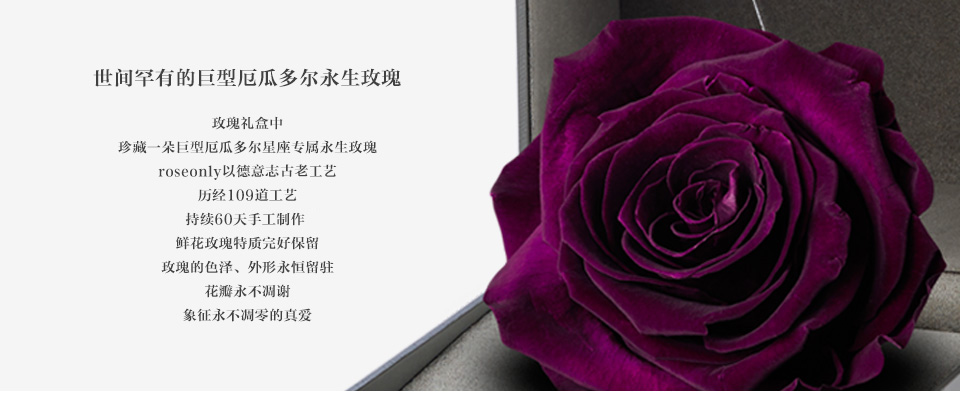 世间罕有的巨型厄瓜多尔永生玫瑰
玫瑰礼盒中
珍藏一朵巨型厄瓜多尔星座专属永生玫瑰
roseonly以德意志古老工艺
历经109道工艺
持续60天手工制作
鲜花玫瑰特质完好保留
玫瑰的色泽、外形永恒留驻
花瓣永不凋谢
象征永不凋零的真爱